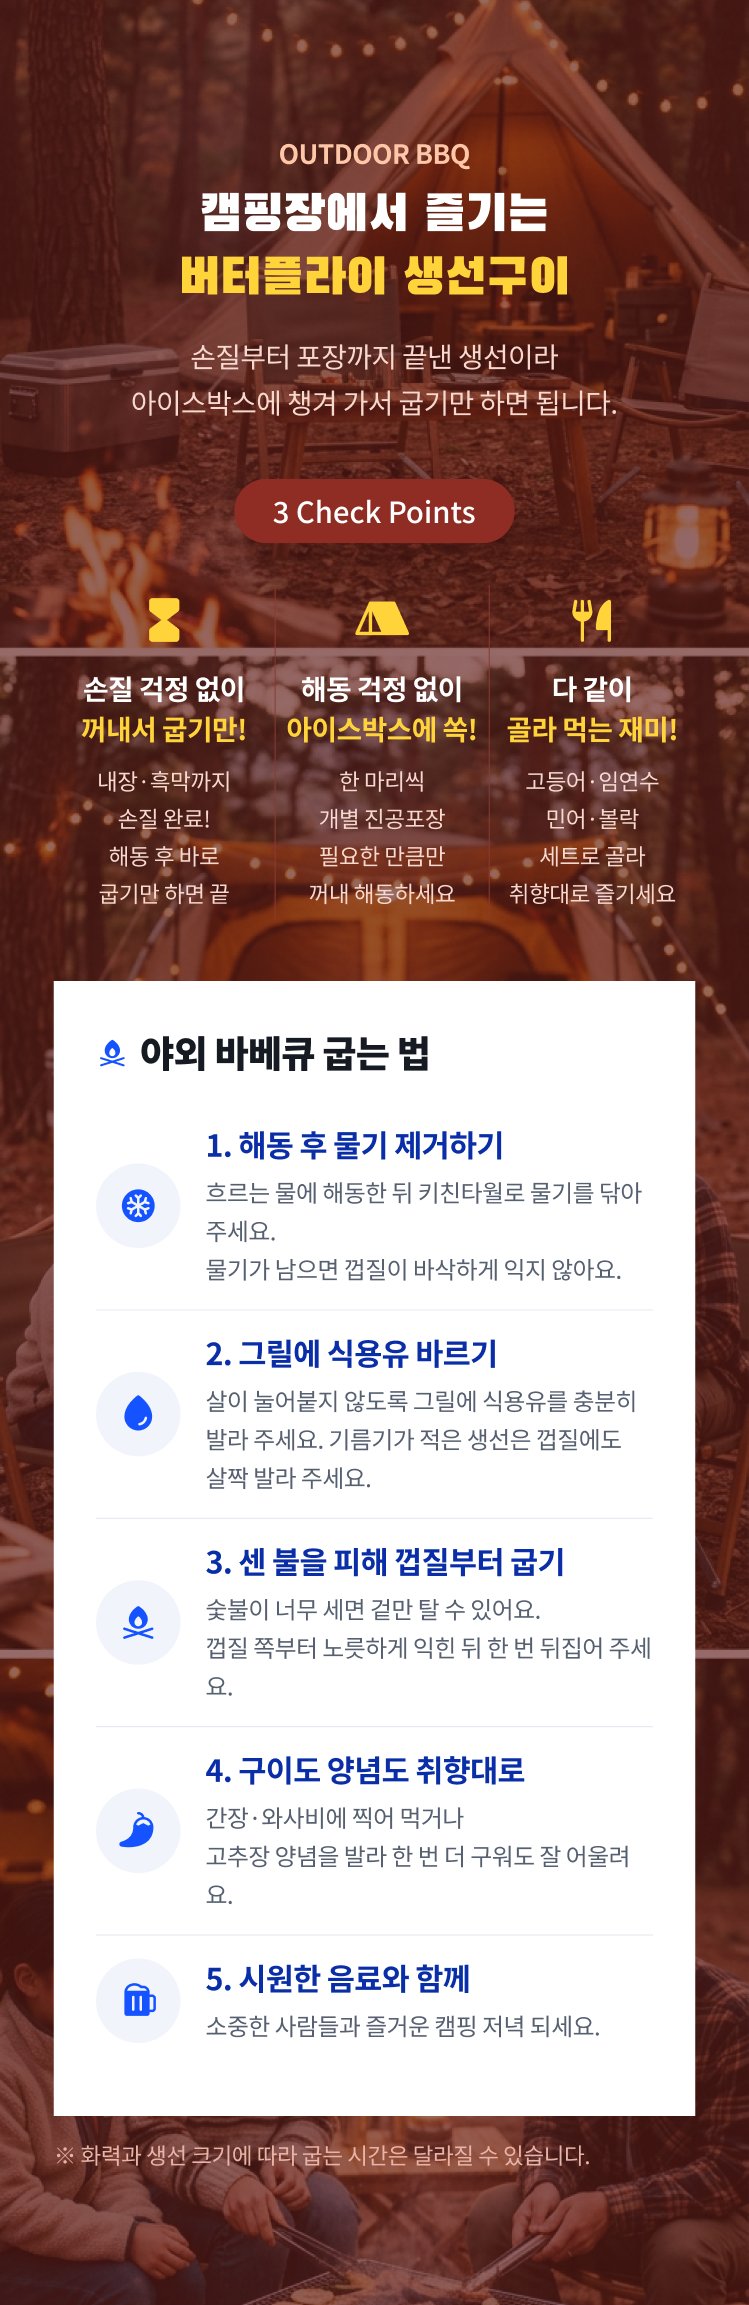 OUTDOOR BBQ
캠핑장에서 즐기는
버터플라이 생선구이
손질부터 포장까지 끝낸 생선이라
아이스박스에 챙겨 가서 굽기만 하면 됩니다.
3 Check Points
손질 걱정 없이
꺼내서 굽기만!
내장·흑막까지
손질 완료!
해동 후 바로
굽기만 하면 끝
해동 걱정 없이
아이스박스에 쏙!
한 마리씩
개별 진공포장
필요한 만큼만
꺼내 해동하세요
다 같이
골라 먹는 재미!
고등어·임연수
민어·볼락
세트로 골라
취향대로 즐기세요
야외 바베큐 굽는 법
1. 해동 후 물기 제거하기
흐르는 물에 해동한 뒤 키친타월로 물기를 닦아
주세요.
물기가 남으면 껍질이 바삭하게 익지 않아요.
2. 그릴에 식용유 바르기
살이 눌어붙지 않도록 그릴에 식용유를 충분히
발라 주세요. 기름기가 적은 생선은 껍질에도
살짝 발라 주세요.
3. 센 불을 피해 껍질부터 굽기
숯불이 너무 세면 겉만 탈 수 있어요.
껍질 쪽부터 노릇하게 익힌 뒤 한 번 뒤집어 주세
요.
4. 구이도 양념도 취향대로
간장·와사비에 찍어 먹거나
고추장 양념을 발라 한 번 더 구워도 잘 어울려
요.
5. 시원한 음료와 함께
소중한 사람들과 즐거운 캠핑 저녁 되세요.
※ 화력과 생선 크기에 따라 굽는 시간은 달라질 수 있습니다.